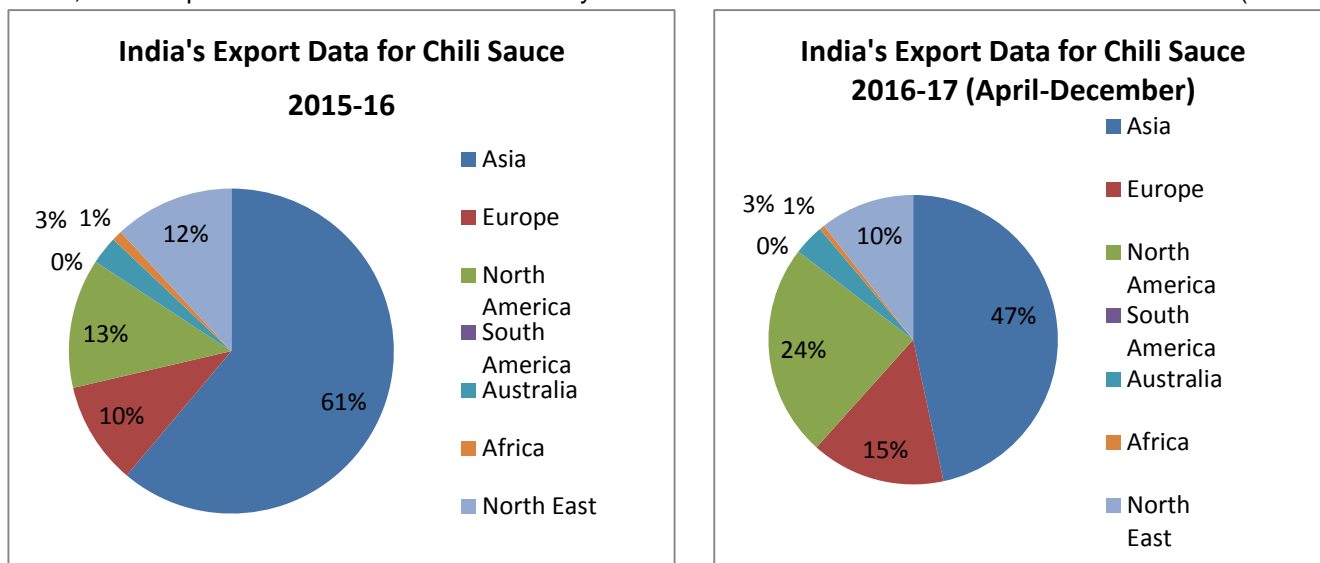 India's Export Data for Chili Sauce
2015-16
Asia
Europe
North
America
South
America
Australia
Africa
North East
3%
1%
12%
0%
13%
10%
61%
India's Export Data for Chili Sauce
2016-17 (April-December)
Asia
Europe
North
America
South
America
Australia
Africa
North
East
3%
1%
10%
0%
47%
24%
15%